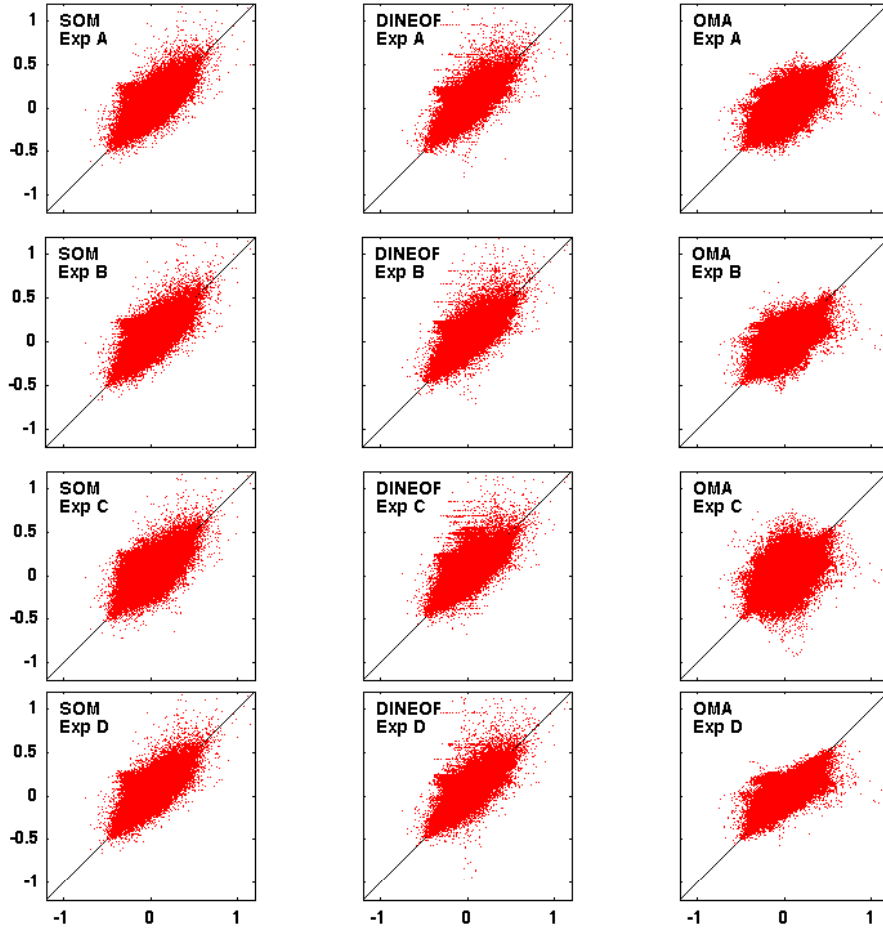 SOM
Exp A
DINEOF
Exp A
OMA
Exp A
1
0.5
0
-0.5
-1
SOM
Exp B
DINEOF
Exp B
OMA
Exp B
1
0.5
0
-0.5
-1
SOM
Exp C
DINEOF
Exp C
OMA
Exp C
1
0.5
0
-0.5
-1
SOM
Exp D
DINEOF
Exp D
OMA
Exp D
1
0.5
0
-0.5
-1
-1 0 1
-1 0 1
-1 0 1